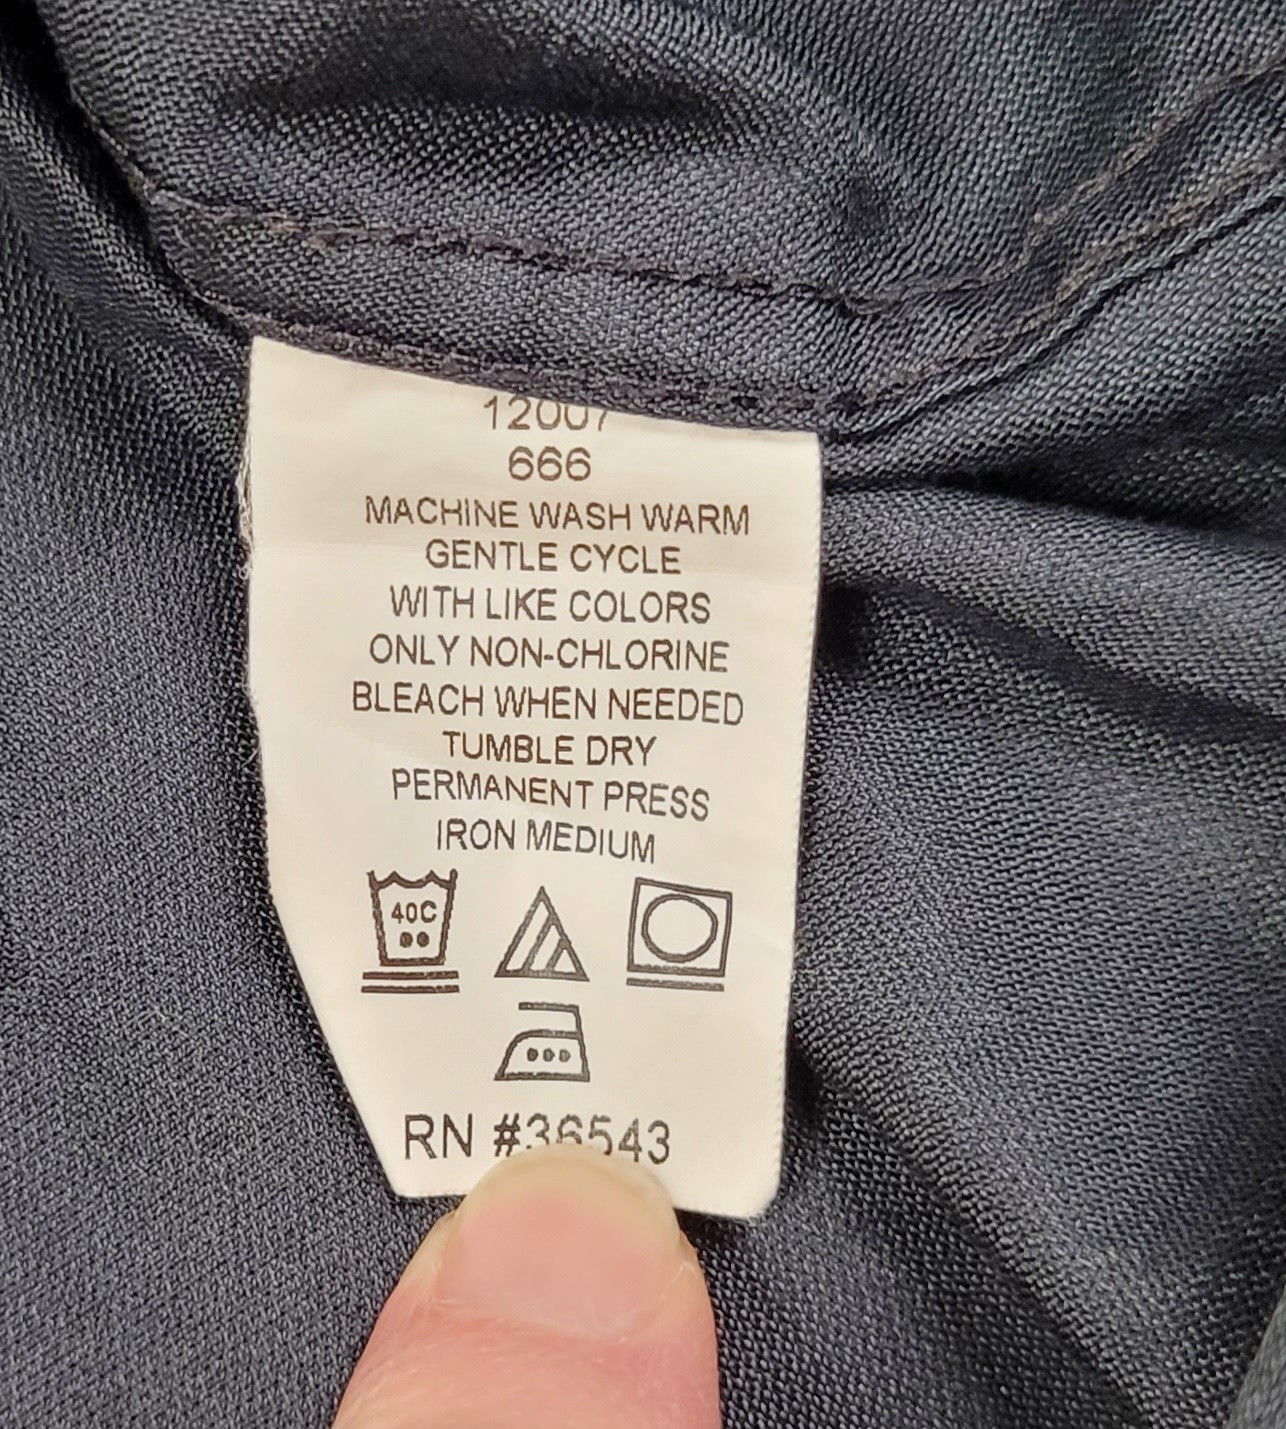 12007
666
MACHINE WASH WARM
GENTLE CYCLE
WITH LIKE COLORS
ONLY NON-CHLORINE
BLEACH WHEN NEEDED
TUMBLE DRY
PERMANENT PRESS
IRON MEDIUM
40C
RN #36543